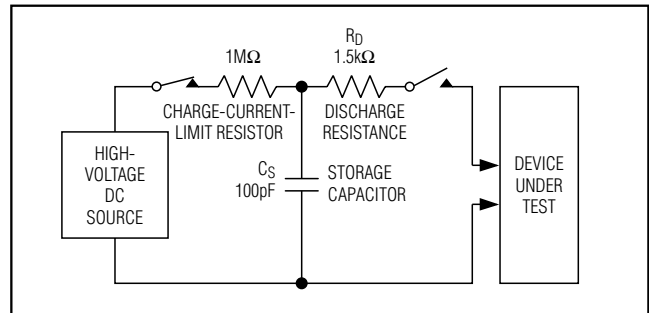 1MΩ
R_D
1.5kΩ
CHARGE-CURRENT-
LIMIT RESISTOR
DISCHARGE
RESISTANCE
HIGH-
VOLTAGE
DC
SOURCE
C_S
100pF
STORAGE
CAPACITOR
DEVICE
UNDER
TEST